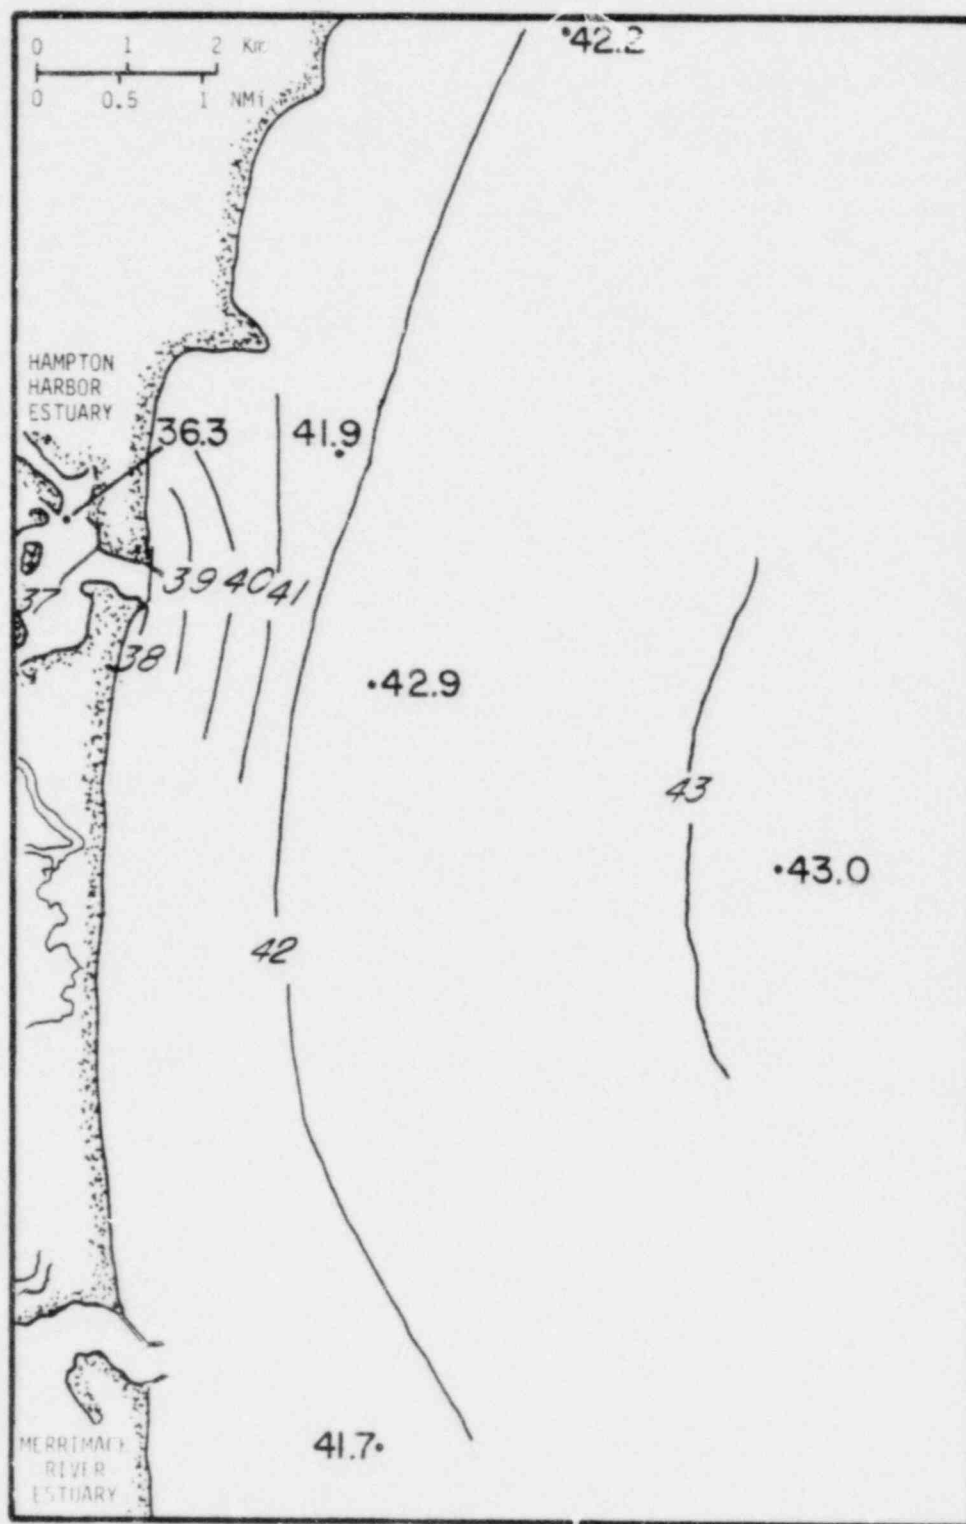 0 1 2 Km
0 0.5 1 NMi
42.2
HAMPTON
HARBOR
ESTUARY
36.3 41.9
39 40 41
37
38
42.9
43
43.0
42
41.7
MERRIMACK
RIVER
ESTUARY